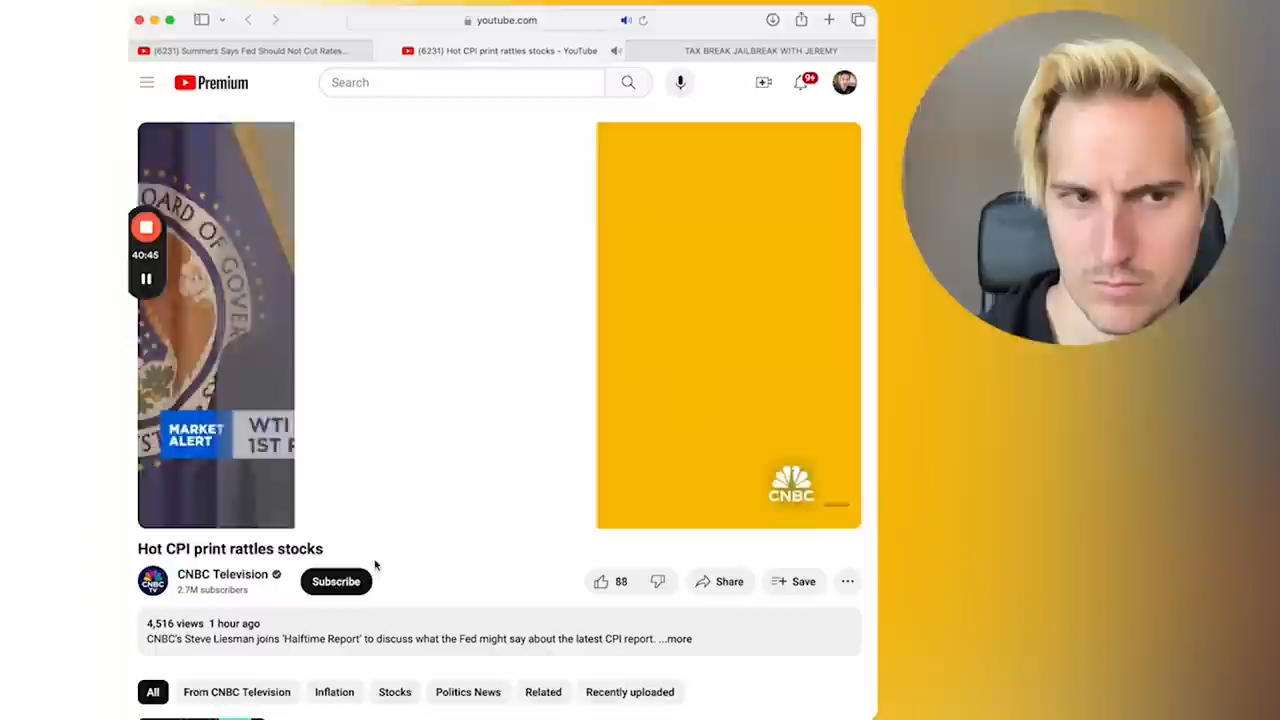 youtube.com
(6231) Summers Says Fed Should Not Cut Rates...
(6231) Hot CPI print rattles stocks - YouTube
TAX BREAK JAILBREAK WITH JEREMY
Premium
Search
9+
OARD OF GOVER
40:45
MARKET
ALERT
WTI
1ST
CNBC
Hot CPI print rattles stocks
CNBC Television
2.7M subscribers
Subscribe
88
Share
Save
4,516 views 1 hour ago
CNBC's Steve Liesman joins 'Halftime Report' to discuss what the Fed might say about the latest CPI report. ...more
All
From CNBC Television
Inflation
Stocks
Politics News
Related
Recently uploaded